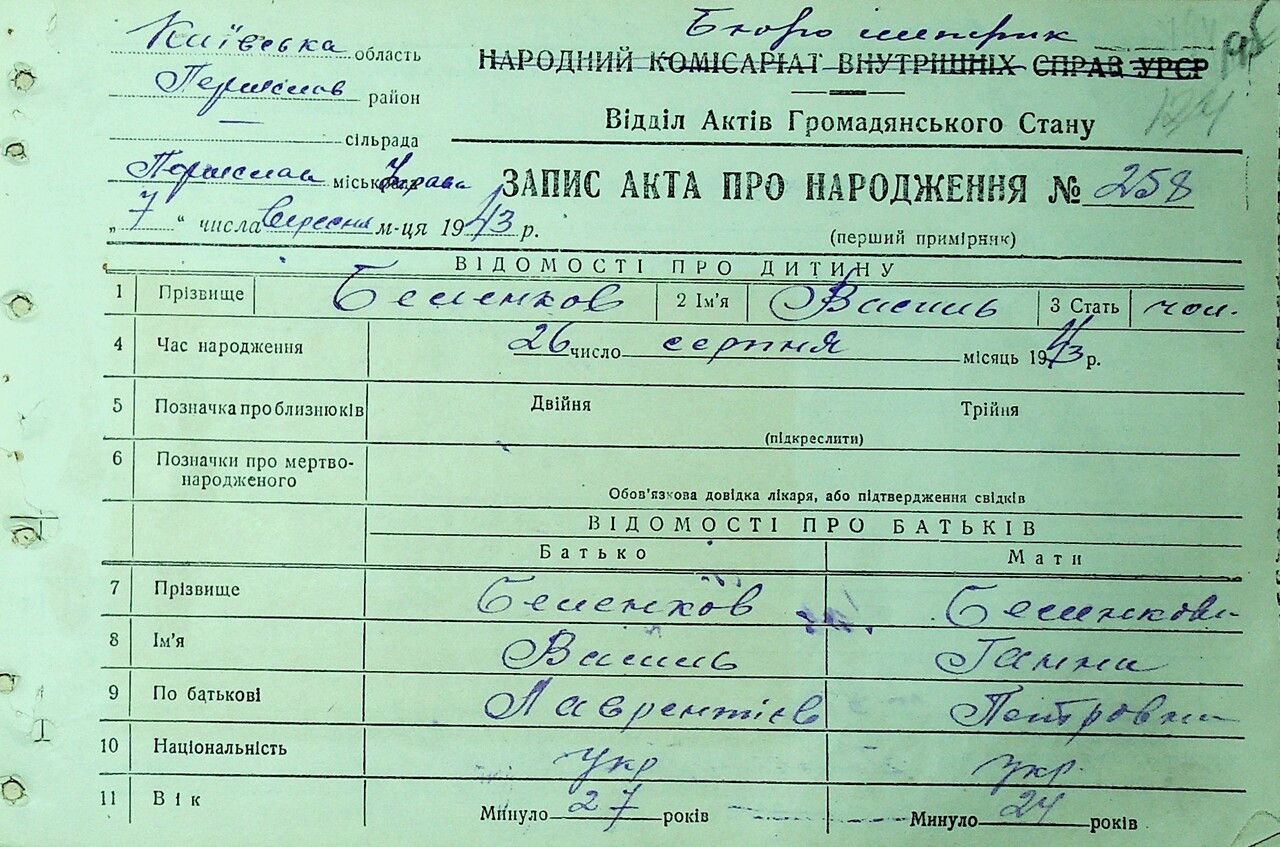 Київська область
район
сільрада
міськ Управа
„ 7 “ числа вересня м-ця 1943 р.
Бюро метрик
НАРОДНИЙ КОМІСАРІАТ ВНУТРІШНІХ СПРАВ УРСР
Відділ Актів Громадянського Стану
ЗАПИС АКТА ПРО НАРОДЖЕННЯ № 258
(перший примірник)
ВІДОМОСТІ ПРО ДИТИНУ
1 Прізвище 2 Ім'я Василь 3 Стать чол.
4 Час народження 26 число серпня місяць 1943 р.
5 Позначка про близнюків Двійня Трійня
(підкреслити)
6 Позначки про мертво-
народженого
Обов'язкова довідка лікаря, або підтвердження свідків
ВІДОМОСТІ ПРО БАТЬКІВ
Батько Мати
7 Прізвище
8 Ім'я Василь Ганна
9 По батькові Лаврентієв Петровна
10 Національність укр укр.
11 Вік Минуло 27 років Минуло 24 років